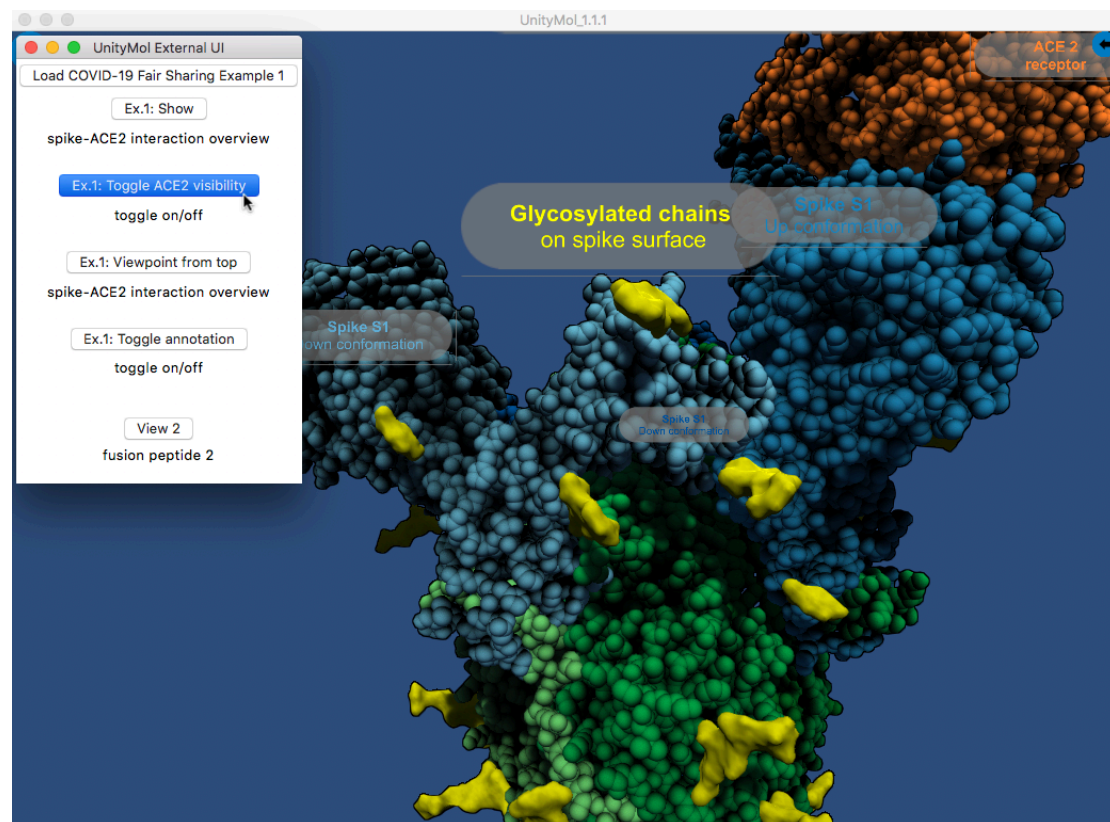 UnityMol_1.1.1
UnityMol External UI
Load COVID-19 Fair Sharing Example 1
Ex.1: Show
spike-ACE2 interaction overview
Ex.1: Toggle ACE2 visibility
toggle on/off
Ex.1: Viewpoint from top
spike-ACE2 interaction overview
Ex.1: Toggle annotation
toggle on/off
View 2
fusion peptide 2
ACE 2
receptor
Glycosylated chains
on spike surface
Spike S1
Up conformation
Spike S1
own conformation
Spike S1
Down conformation